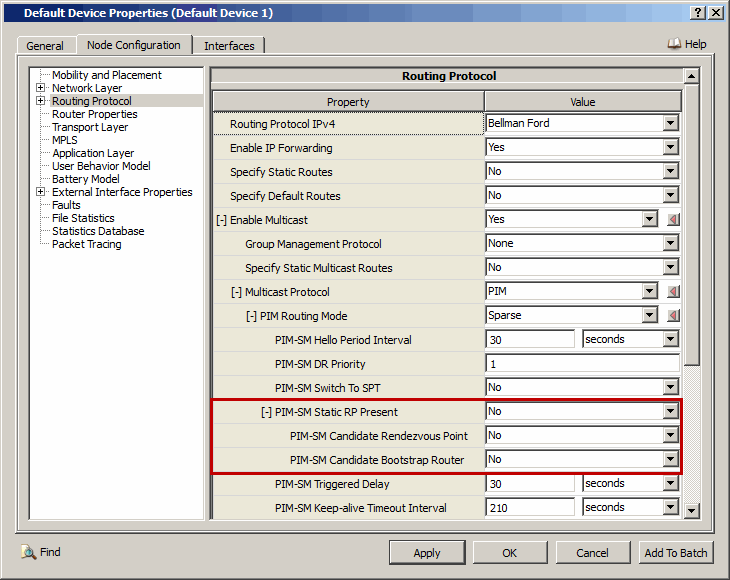 Default Device Properties (Default Device 1)
General
Node Configuration
Interfaces
Help
Mobility and Placement
Network Layer
Routing Protocol
Router Properties
Transport Layer
MPLS
Application Layer
User Behavior Model
Battery Model
External Interface Properties
Faults
File Statistics
Statistics Database
Packet Tracing
Routing Protocol
Property Value
Routing Protocol IPv4 Bellman Ford
Enable IP Forwarding Yes
Specify Static Routes No
Specify Default Routes No
[-] Enable Multicast Yes
Group Management Protocol None
Specify Static Multicast Routes No
[-] Multicast Protocol PIM
[-] PIM Routing Mode Sparse
PIM-SM Hello Period Interval 30 seconds
PIM-SM DR Priority 1
PIM-SM Switch To SPT No
[-] PIM-SM Static RP Present No
PIM-SM Candidate Rendezvous Point No
PIM-SM Candidate Bootstrap Router No
PIM-SM Triggered Delay 30 seconds
PIM-SM Keep-alive Timeout Interval 210 seconds
Find
Apply
OK
Cancel
Add To Batch